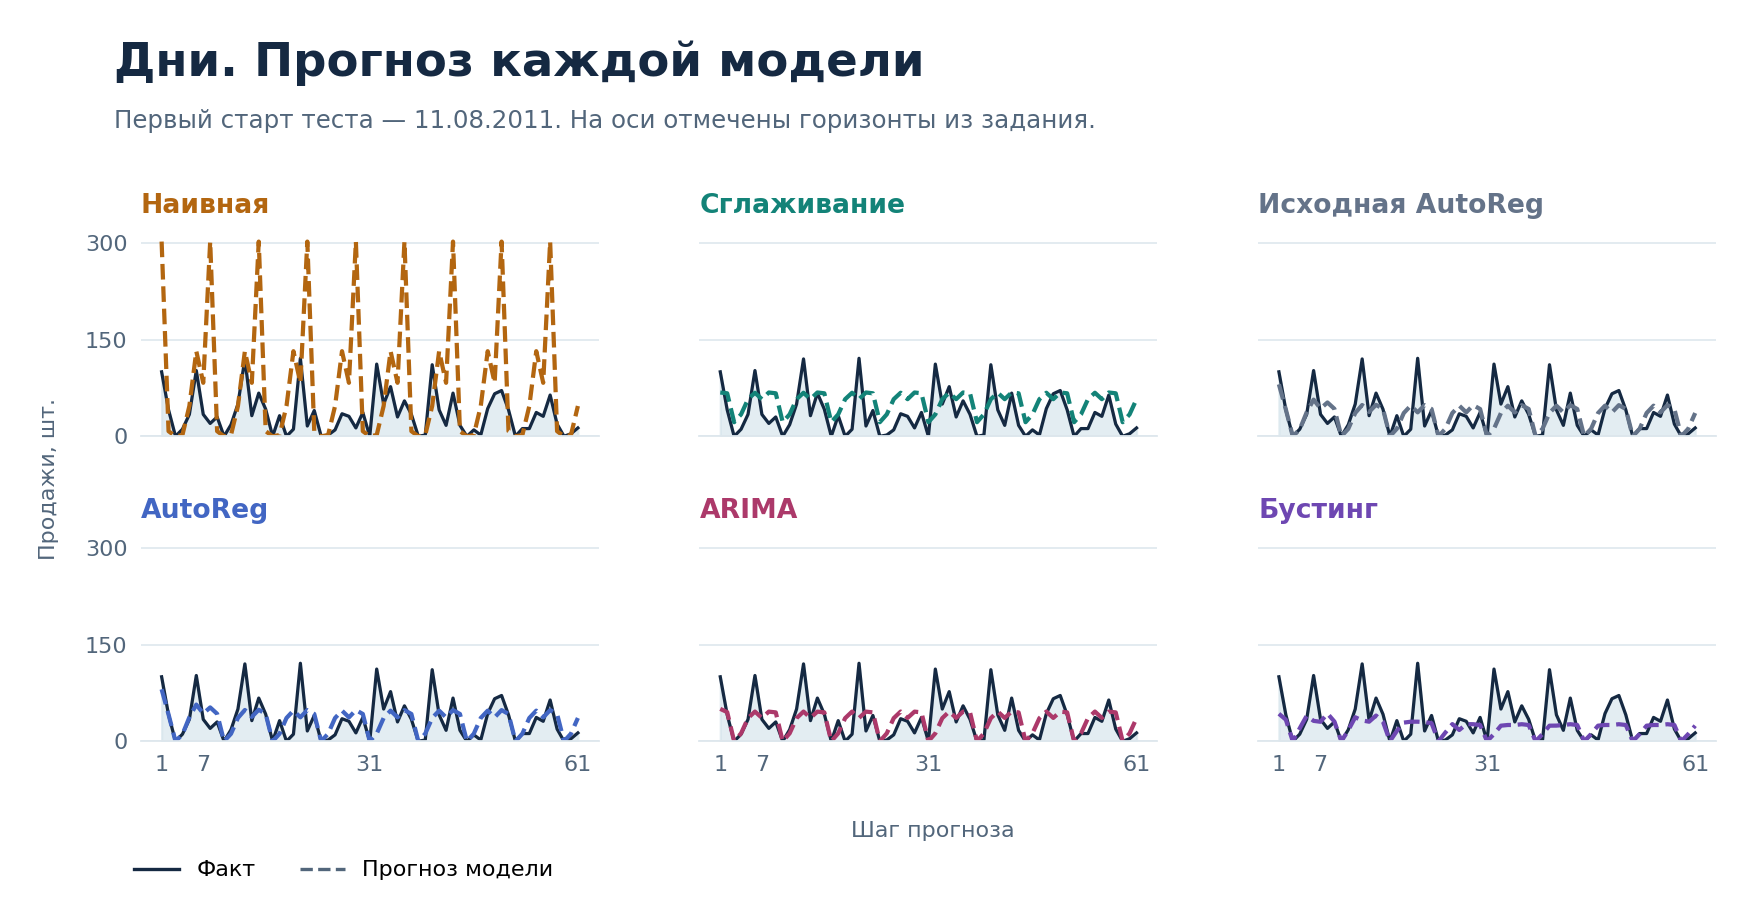 Дни. Прогноз каждой модели
Первый старт теста — 11.08.2011. На оси отмечены горизонты из задания.
Наивная
Сглаживание
Исходная AutoReg
300
150
0
Продажи, шт.
AutoReg
ARIMA
Бустинг
300
150
0
1 7 31 61
1 7 31 61
1 7 31 61
Шаг прогноза
Факт
Прогноз модели